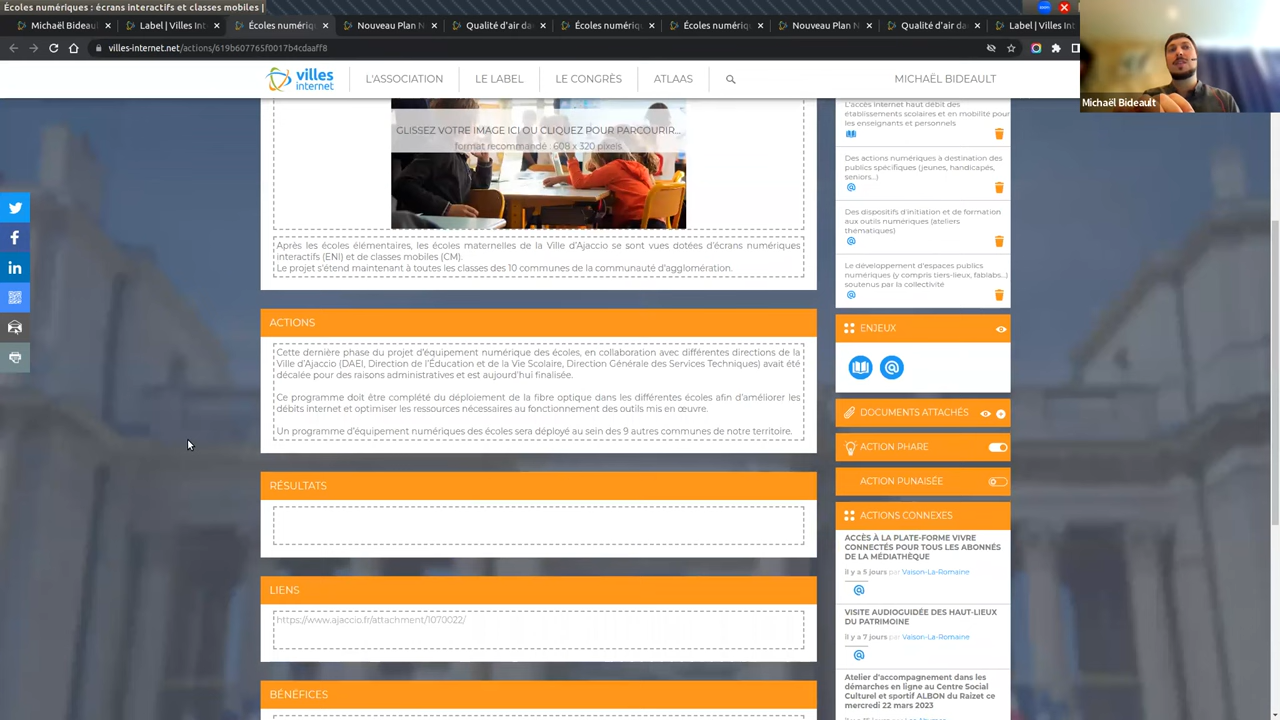 Écoles numériques : écrans interactifs et classes mobiles |
Michaël Bideaul
Label | Villes Int
Écoles numériqu
Nouveau Plan N
Qualité d'air da
Écoles numériq
Écoles numériq
Nouveau Plan N
Qualité d'air da
Label | Villes Int
villes-internet.net/actions/619b607765f0017b4cdaaff8
villes
internet
L'ASSOCIATION
LE LABEL
LE CONGRÈS
ATLAAS
MICHAËL BIDEAULT
Michaël Bideault
GLISSEZ VOTRE IMAGE ICI OU CLIQUEZ POUR PARCOURIR...
format recommandé : 608 x 320 pixels
Après les écoles élémentaires, les écoles maternelles de la Ville d'Ajaccio se sont vues dotées d'écrans numériques
interactifs (ENI) et de classes mobiles (CM).
Le projet s'étend maintenant à toutes les classes des 10 communes de la communauté d'agglomération.
ACTIONS
Cette dernière phase du projet d'équipement numérique des écoles, en collaboration avec différentes directions de la
Ville d'Ajaccio (DAEI, Direction de l'Éducation et de la Vie Scolaire, Direction Générale des Services Techniques) avait été
décalée pour des raisons administratives et est aujourd'hui finalisée.
Ce programme doit être complété du déploiement de la fibre optique dans les différentes écoles afin d'améliorer les
débits internet et optimiser les ressources nécessaires au fonctionnement des outils mis en œuvre.
Un programme d'équipement numériques des écoles sera déployé au sein des 9 autres communes de notre territoire.
RÉSULTATS
LIENS
https://www.ajaccio.fr/attachment/1070022/
BÉNÉFICES
L'accès internet haut débit des
établissements scolaires et en mobilité pour
les enseignants et personnels
Des actions numériques à destination des
publics spécifiques (jeunes, handicapés,
seniors...)
Des dispositifs d'initiation et de formation
aux outils numériques (ateliers
thématiques)
Le développement d'espaces publics
numériques (y compris tiers-lieux, fablabs...)
soutenus par la collectivité
ENJEUX
DOCUMENTS ATTACHÉS
ACTION PHARE
ACTION PUNAISÉE
ACTIONS CONNEXES
ACCÈS À LA PLATE-FORME VIVRE
CONNECTÉS POUR TOUS LES ABONNÉS
DE LA MÉDIATHÈQUE
il y a 5 jours par Vaison-La-Romaine
VISITE AUDIOGUIDÉE DES HAUT-LIEUX
DU PATRIMOINE
il y a 7 jours par Vaison-La-Romaine
Atelier d'accompagnement dans les
démarches en ligne au Centre Social
Culturel et sportif ALBON du Raizet ce
mercredi 22 mars 2023